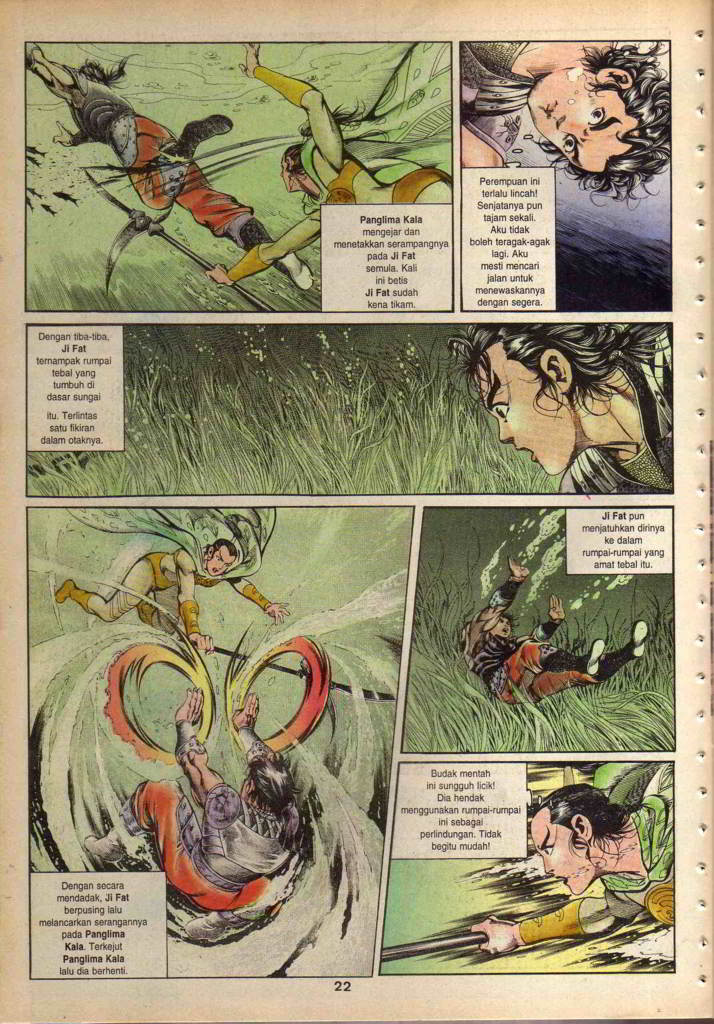 Panglima Kala
mengejar dan
menetakkan serampangnya
pada Ji Fat
semula. Kali
ini betis
Ji Fat sudah
kena tikam.
Perempuan ini
terlalu lincah!
Senjatanya pun
tajam sekali.
Aku tidak
boleh teragak-agak
lagi. Aku
mesti mencari
jalan untuk
menewaskannya
dengan segera.
Dengan tiba-tiba,
Ji Fat
ternampak rumpai
tebal yang
tumbuh di
dasar sungai
itu. Terlintas
satu fikiran
dalam otaknya.
Dengan secara
mendadak, Ji Fat
berpusing lalu
melancarkan serangannya
pada Panglima
Kala. Terkejut
Panglima Kala
lalu dia berhenti.
Ji Fat pun
menjatuhkan dirinya
ke dalam
rumpai-rumpai yang
amat tebal itu.
Budak mentah
ini sungguh licik!
Dia hendak
menggunakan rumpai-rumpai
ini sebagai
perlindungan. Tidak
begitu mudah!
22